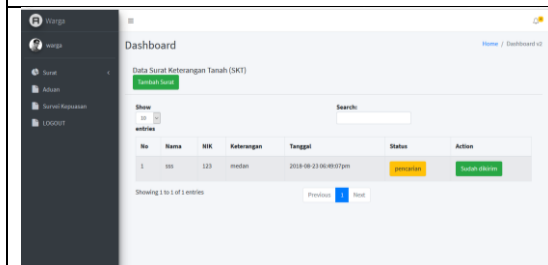 Warga
warga
Surat
Aduan
Survei Kepuasan
LOGOUT
Dashboard
Home / Dashboard v2
Data Surat Keterangan Tanah (SKT)
Tambah Surat
Show
10
entries
Search:
No Nama NIK Keterangan Tanggal Status Action
1 sss 123 medan 2019-08-23 06:49:07pm pencarian Sudah dikirim
Showing 1 to 1 of 1 entries
Previous 1 Next